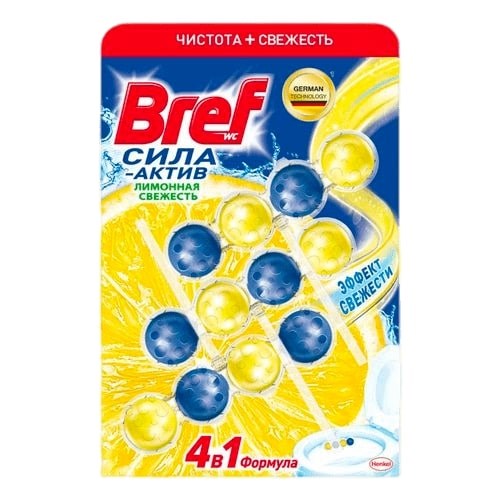 ЧИСТОТА + СВЕЖЕСТЬ
GERMAN
TECHNOLOGY
Bref
WC
СИЛА
-АКТИВ
ЛИМОННАЯ
СВЕЖЕСТЬ
ЭФФЕКТ
СВЕЖЕСТИ
4в1 Формула
Henkel